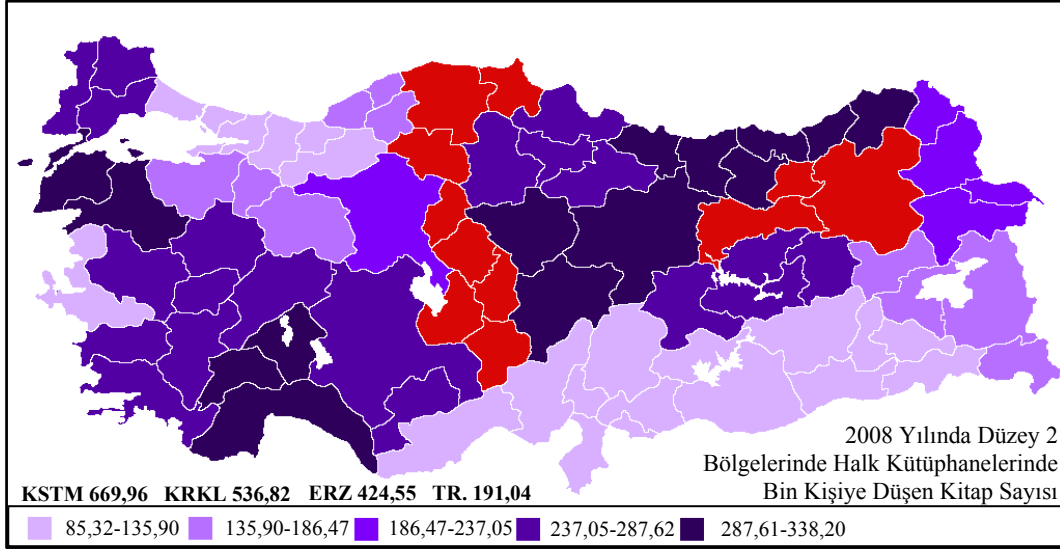 2008 Yılında Düzey 2
Bölgelerinde Halk Kütüphanelerinde
Bin Kişiye Düşen Kitap Sayısı
KSTM 669,96 KRKL 536,82 ERZ 424,55 TR. 191,04
85,32-135,90 135,90-186,47 186,47-237,05 237,05-287,62 287,61-338,20